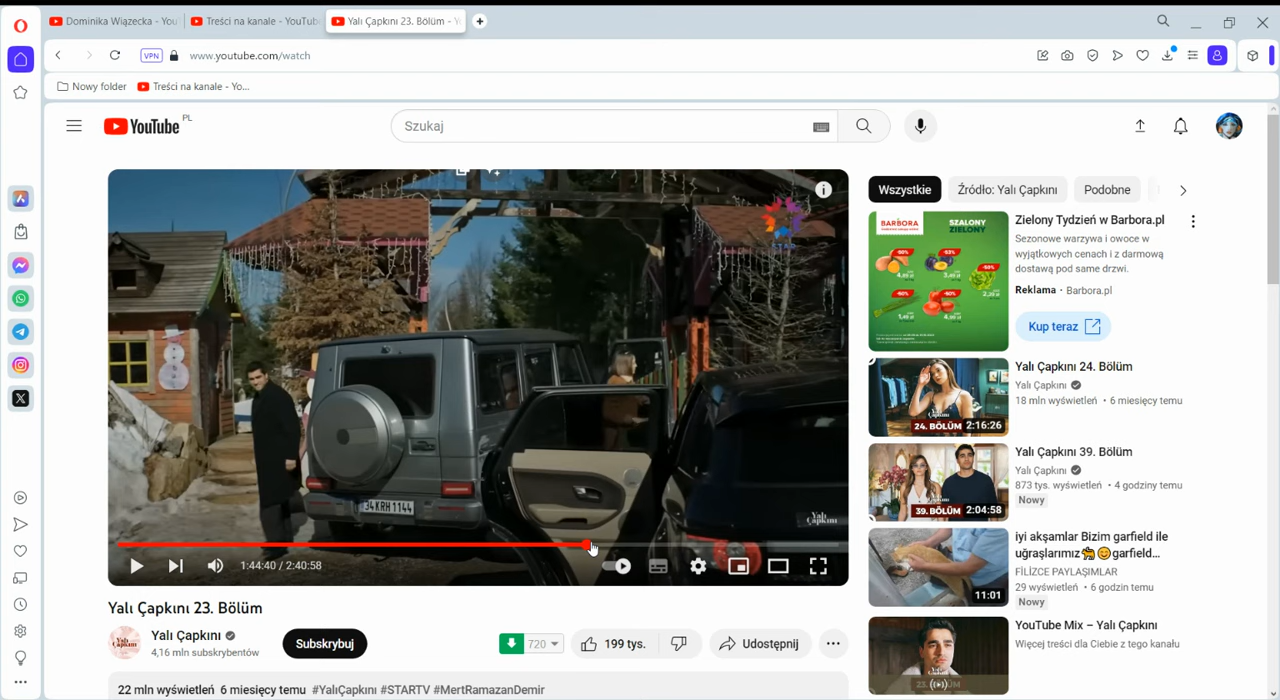 Dominika Wiązecka - You
Treści na kanale - YouTub
Yalı Çapkını 23. Bölüm - Y
VPN
www.youtube.com/watch
Nowy folder
Treści na kanale - Yo...
YouTube PL
Szukaj
Wszystkie
Źródło: Yalı Çapkını
Podobne
34 KRH 1144
Yalı
Çapkını
1:44:40 / 2:40:58
Yalı Çapkını 23. Bölüm
Yalı Çapkını
4,16 mln subskrybentów
Subskrybuj
720
199 tys.
Udostępnij
22 mln wyświetleń 6 miesięcy temu #YalıÇapkını #STARTV #MertRamazanDemir
BARBORA
SZALONY
ZIELONY
Zielony Tydzień w Barbora.pl
Sezonowe warzywa i owoce w
wyjątkowych cenach i z darmową
dostawą pod same drzwi.
Reklama · Barbora.pl
Kup teraz
24. BÖLÜM
2:16:26
Yalı Çapkını 24. Bölüm
Yalı Çapkını
18 mln wyświetleń · 6 miesięcy temu
39. BÖLÜM
2:04:58
Yalı Çapkını 39. Bölüm
Yalı Çapkını
873 tys. wyświetleń · 4 godziny temu
Nowy
11:01
iyi akşamlar Bizim garfield ile
uğraşlarımız🐈😊garfield...
FİLİZCE PAYLAŞIMLAR
29 wyświetleń · 6 godzin temu
Nowy
YouTube Mix – Yalı Çapkını
Więcej treści dla Ciebie z tego kanału